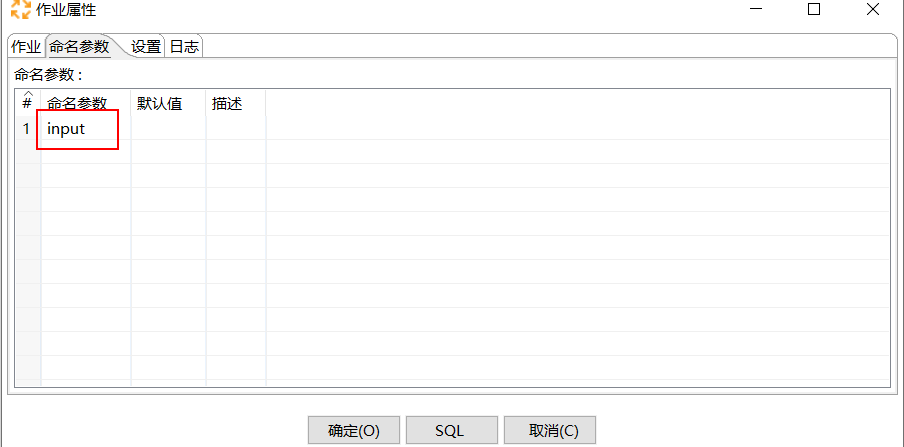 作业属性
作业 命名参数 设置 日志
命名参数 :
# 命名参数 默认值 描述
1 input
确定(O) SQL 取消(C)